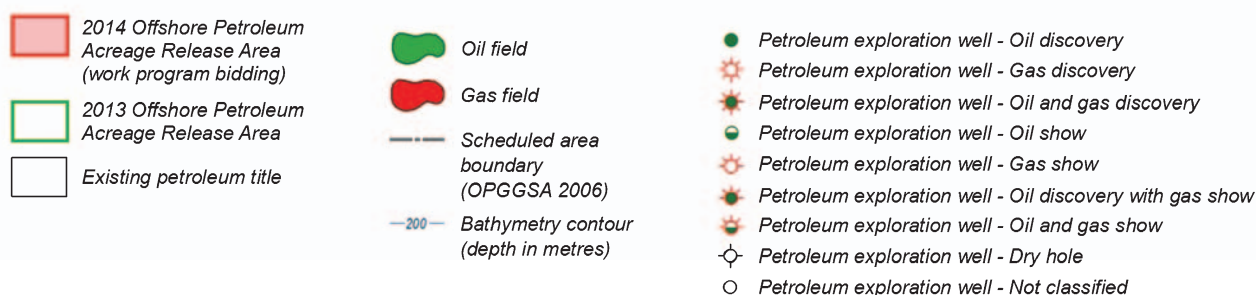 2014 Offshore Petroleum
Acreage Release Area
(work program bidding)
2013 Offshore Petroleum
Acreage Release Area
Existing petroleum title
Oil field
Gas field
Scheduled area
boundary
(OPGGSA 2006)
200
Bathymetry contour
(depth in metres)
Petroleum exploration well - Oil discovery
Petroleum exploration well - Gas discovery
Petroleum exploration well - Oil and gas discovery
Petroleum exploration well - Oil show
Petroleum exploration well - Gas show
Petroleum exploration well - Oil discovery with gas show
Petroleum exploration well - Oil and gas show
Petroleum exploration well - Dry hole
Petroleum exploration well - Not classified